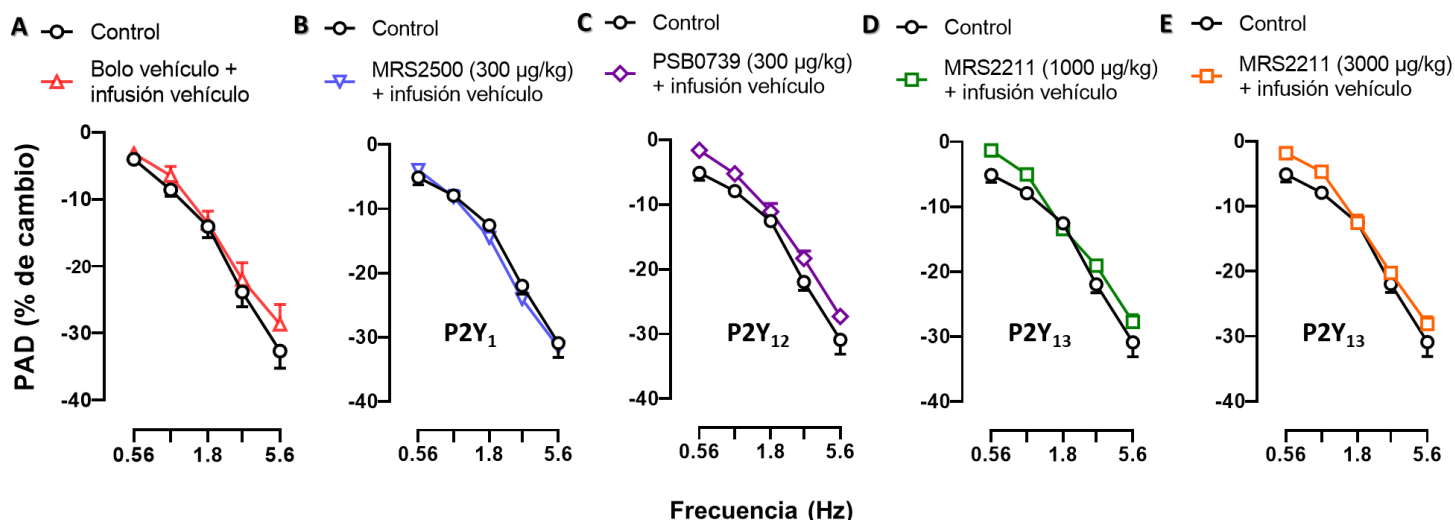 A
Control
Bolo vehículo +
infusión vehículo
B
Control
MRS2500 (300 µg/kg)
+ infusión vehículo
C
Control
PSB0739 (300 µg/kg)
+ infusión vehículo
D
Control
MRS2211 (1000 µg/kg)
+ infusión vehículo
E
Control
MRS2211 (3000 µg/kg)
+ infusión vehículo
PAD (% de cambio)
0
-10
-20
-30
-40
0.56 1.8 5.6
0
-10
-20
-30
-40
P2Y₁
0.56 1.8 5.6
0
-10
-20
-30
-40
P2Y₁₂
0.56 1.8 5.6
0
-10
-20
-30
-40
P2Y₁₃
0.56 1.8 5.6
0
-10
-20
-30
-40
P2Y₁₃
0.56 1.8 5.6
Frecuencia (Hz)